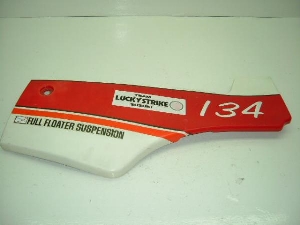 LUCKY STRIKE
134
FULL FLOATER SUSPENSION